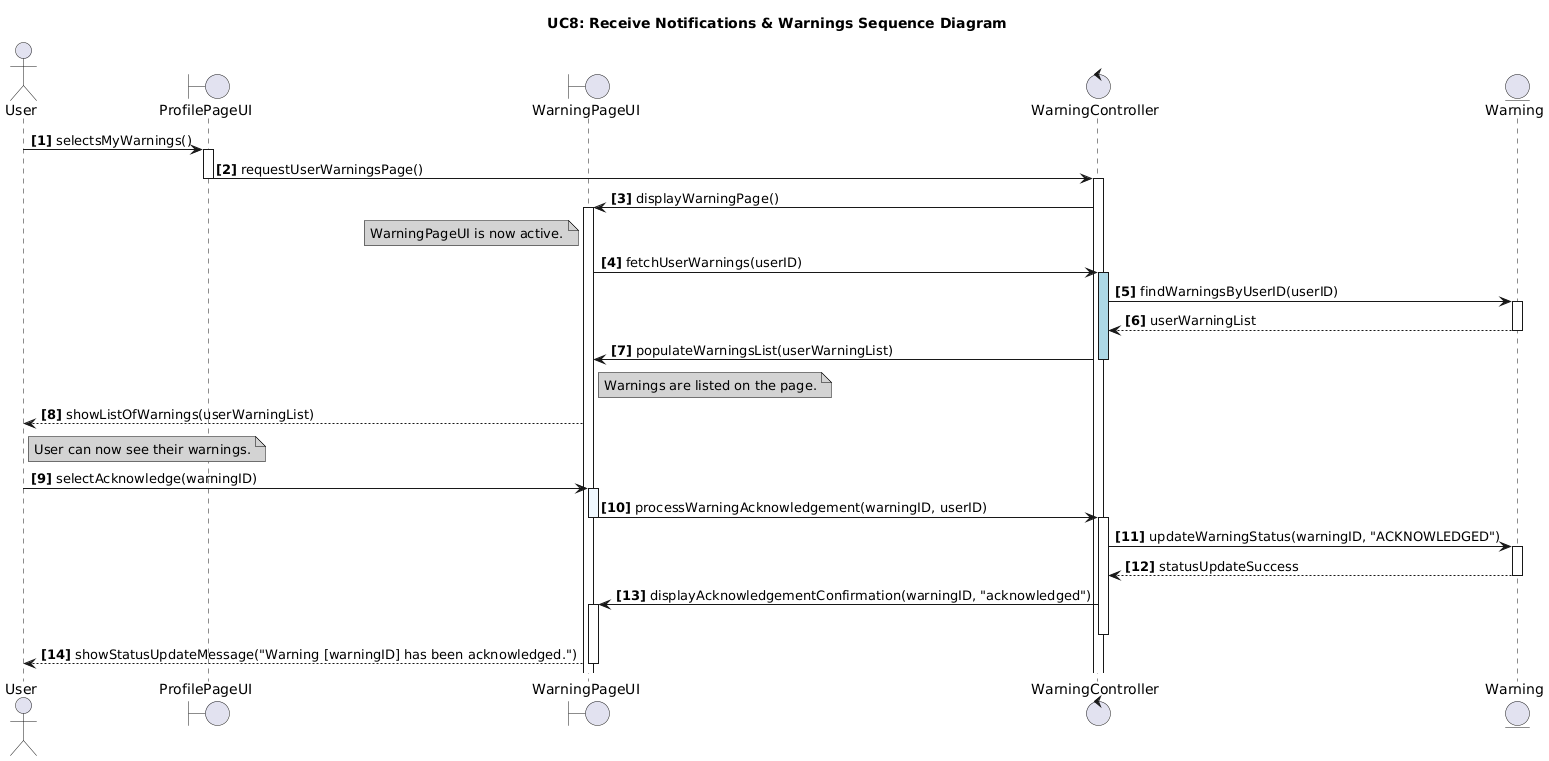 UC8: Receive Notifications & Warnings Sequence Diagram
User
ProfilePageUI
WarningPageUI
WarningController
Warning
[1] selectsMyWarnings()
[2] requestUserWarningsPage()
[3] displayWarningPage()
WarningPageUI is now active.
[4] fetchUserWarnings(userID)
[5] findWarningsByUserID(userID)
[6] userWarningList
[7] populateWarningsList(userWarningList)
Warnings are listed on the page.
[8] showListOfWarnings(userWarningList)
User can now see their warnings.
[9] selectAcknowledge(warningID)
[10] processWarningAcknowledgement(warningID, userID)
[11] updateWarningStatus(warningID, "ACKNOWLEDGED")
[12] statusUpdateSuccess
[13] displayAcknowledgementConfirmation(warningID, "acknowledged")
[14] showStatusUpdateMessage("Warning [warningID] has been acknowledged.")
User
ProfilePageUI
WarningPageUI
WarningController
Warning